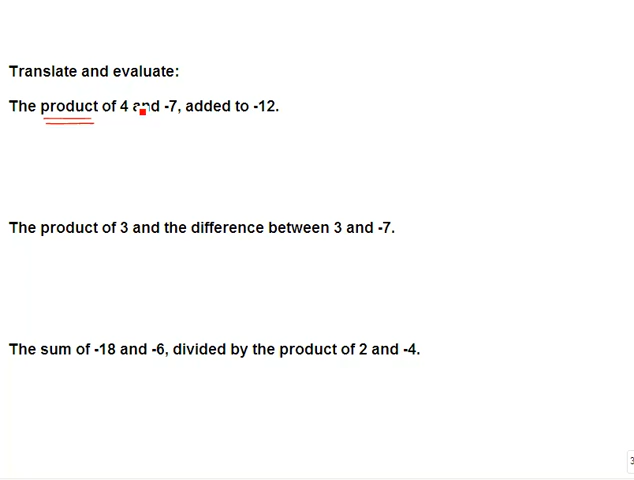 Translate and evaluate:
The product of 4 and -7, added to -12.
The product of 3 and the difference between 3 and -7.
The sum of -18 and -6, divided by the product of 2 and -4.
3